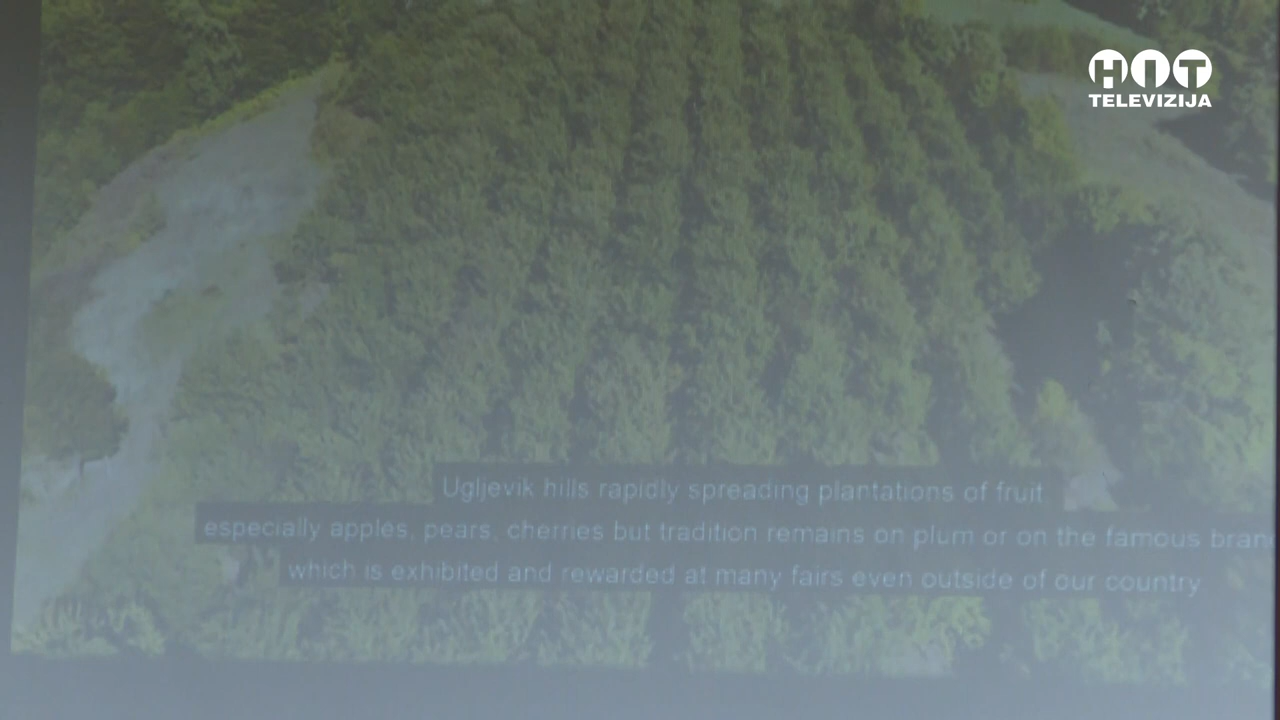 HIT
TELEVIZIJA
Ugljevik hills rapidly spreading plantations of fruit
especially apples, pears, cherries but tradition remains on plum or on the famous
which is exhibited and rewarded at many fairs even outside of our country